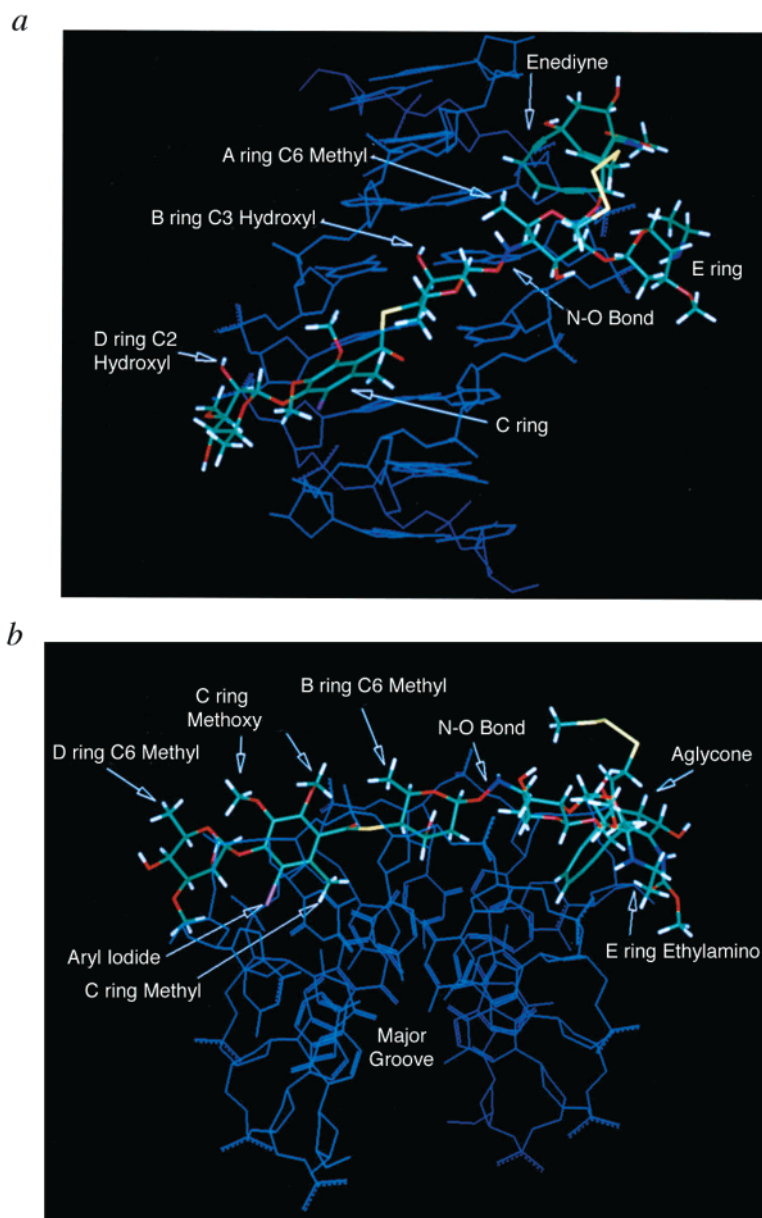 a
Enediyne
A ring C6 Methyl
B ring C3 Hydroxyl
E ring
N-O Bond
D ring C2
Hydroxyl
C ring
b
B ring C6 Methyl
C ring
Methoxy
N-O Bond
D ring C6 Methyl
Aglycone
Aryl Iodide
E ring Ethylamino
C ring Methyl
Major
Groove